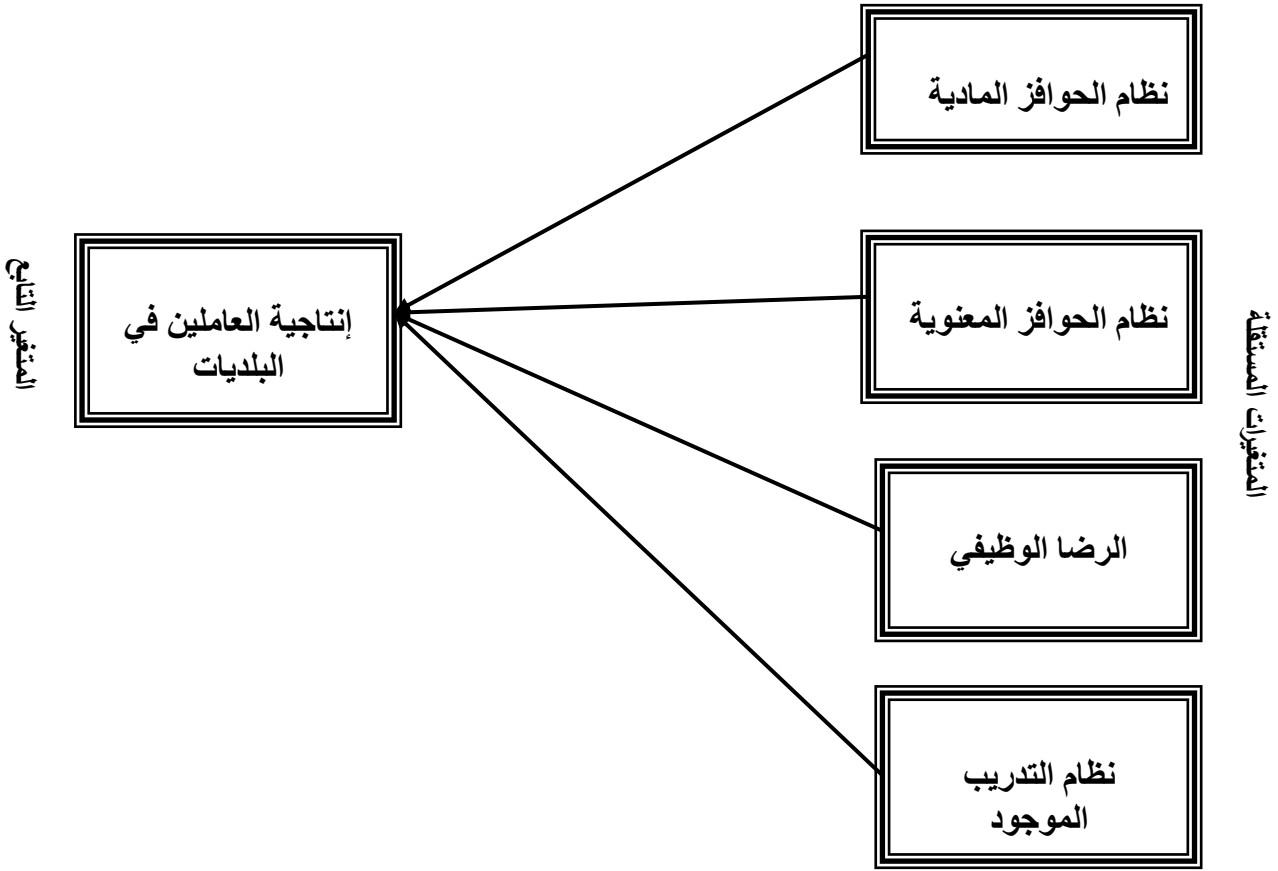 المتغيرات المستقلة
نظام الحوافز المادية
نظام الحوافز المعنوية
الرضا الوظيفي
نظام التدريب
الموجود
إنتاجية العاملين في
البلديات
المتغير التابع